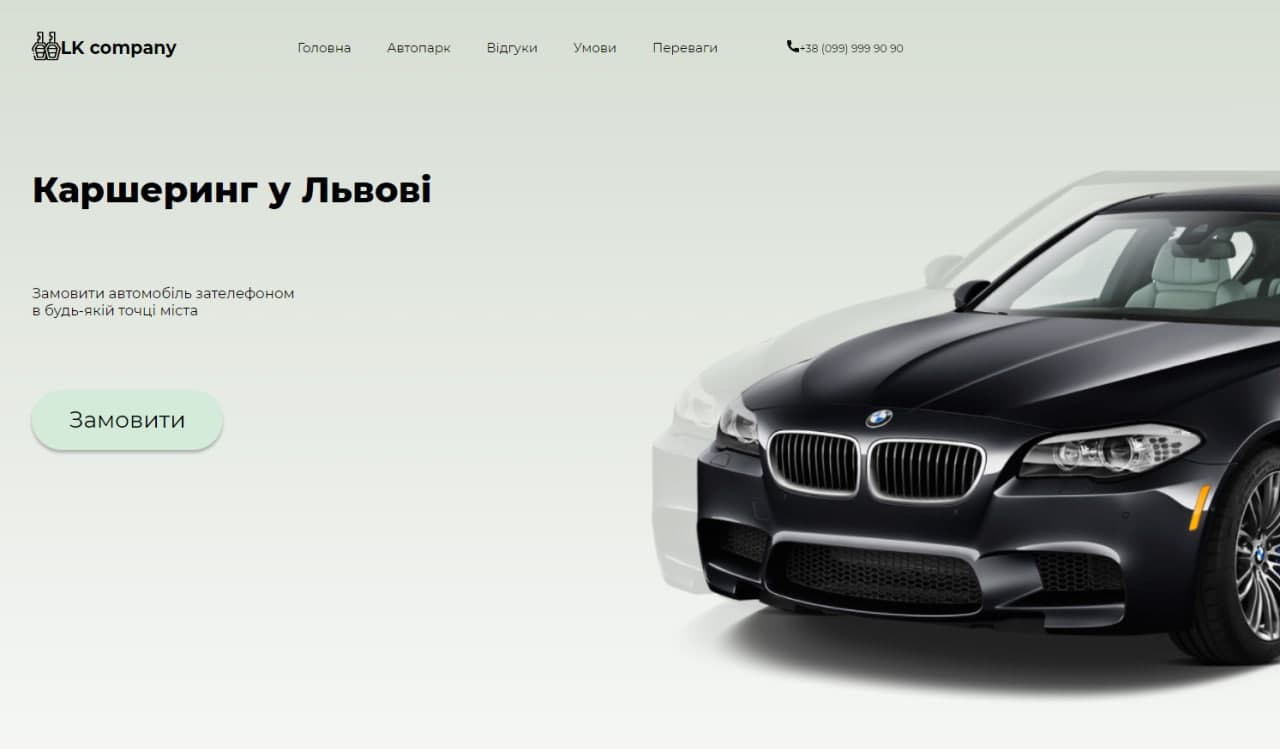 LK company
Головна Автопарк Відгуки Умови Переваги +38 (099) 999 90 90
Каршеринг у Львові
Замовити автомобіль зателефоном
в будь-якій точці міста
Замовити